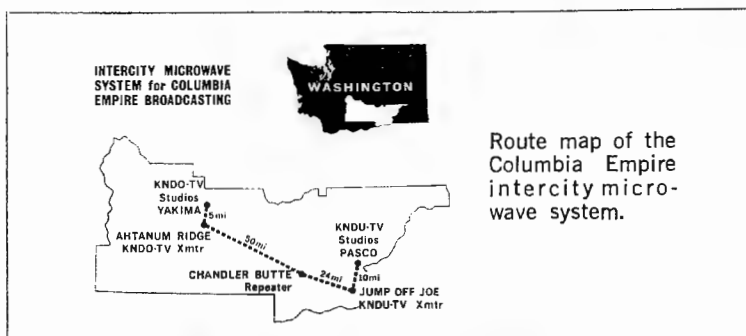 INTERCITY MICROWAVE
SYSTEM for COLUMBIA
EMPIRE BROADCASTING
WASHINGTON
KNDO-TV
Studios
YAKIMA
5mi
AHTANUM RIDGE
KNDO-TV Xmtr
50mi
KNDU-TV
Studios
PASCO
CHANDLER BUTTE
Repeater
24mi
10mi
JUMP OFF JOE
KNDU-TV Xmtr
Route map of the
Columbia Empire
intercity micro-
wave system.